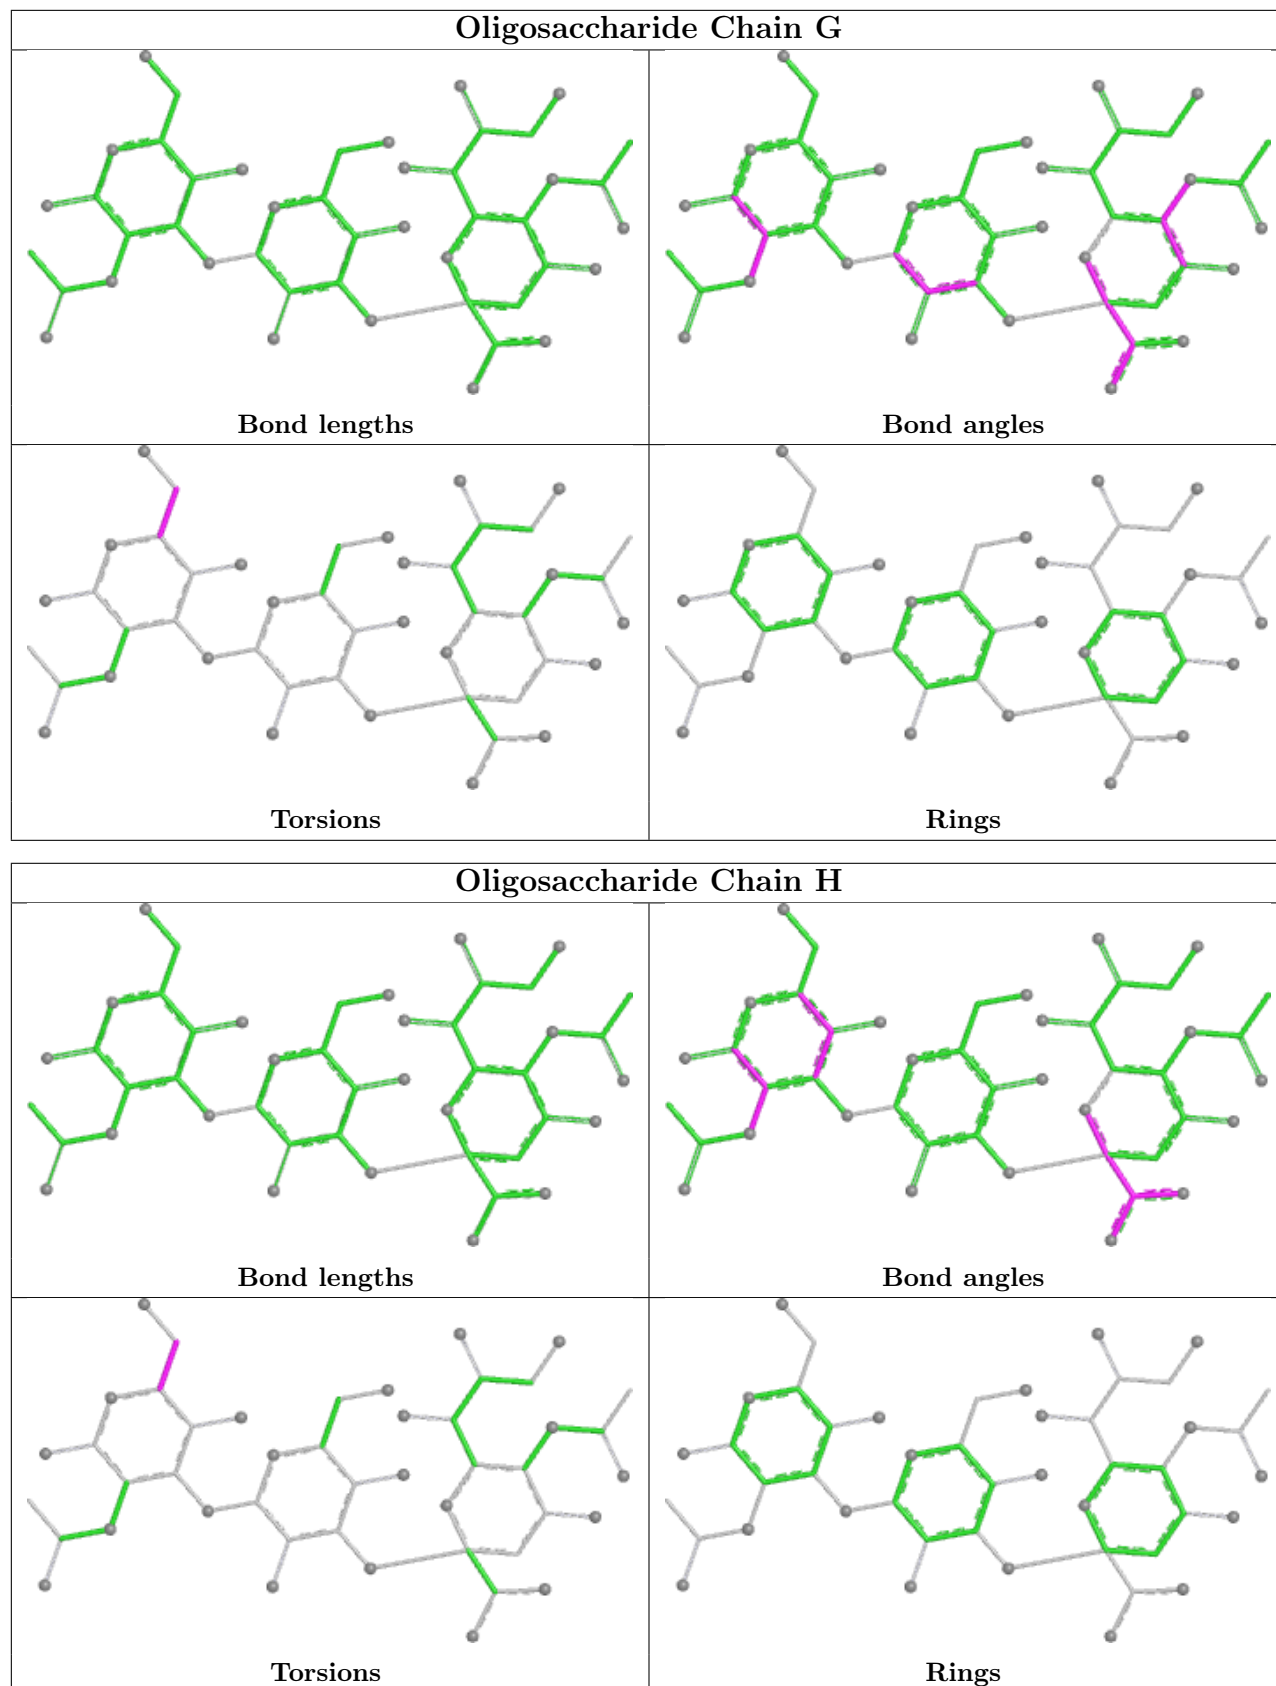 Oligosaccharide Chain G
Bond lengths
Bond angles
Torsions
Rings
Oligosaccharide Chain H
Bond lengths
Bond angles
Torsions
Rings